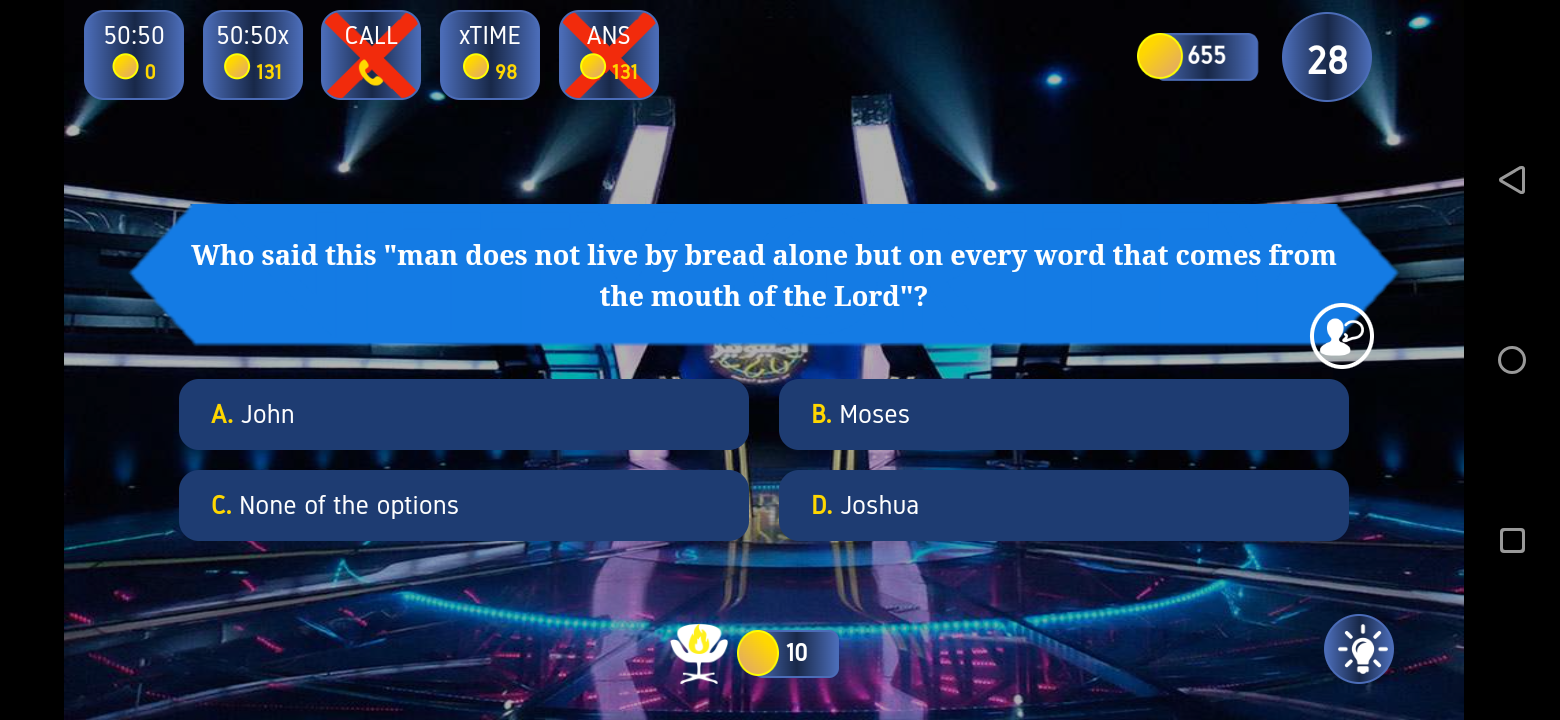 50:50
0
50:50x
131
CALL
xTIME
98
ANS
131
655
28
Who said this "man does not live by bread alone but on every word that comes from
the mouth of the Lord"?
A. John
B. Moses
C. None of the options
D. Joshua
10